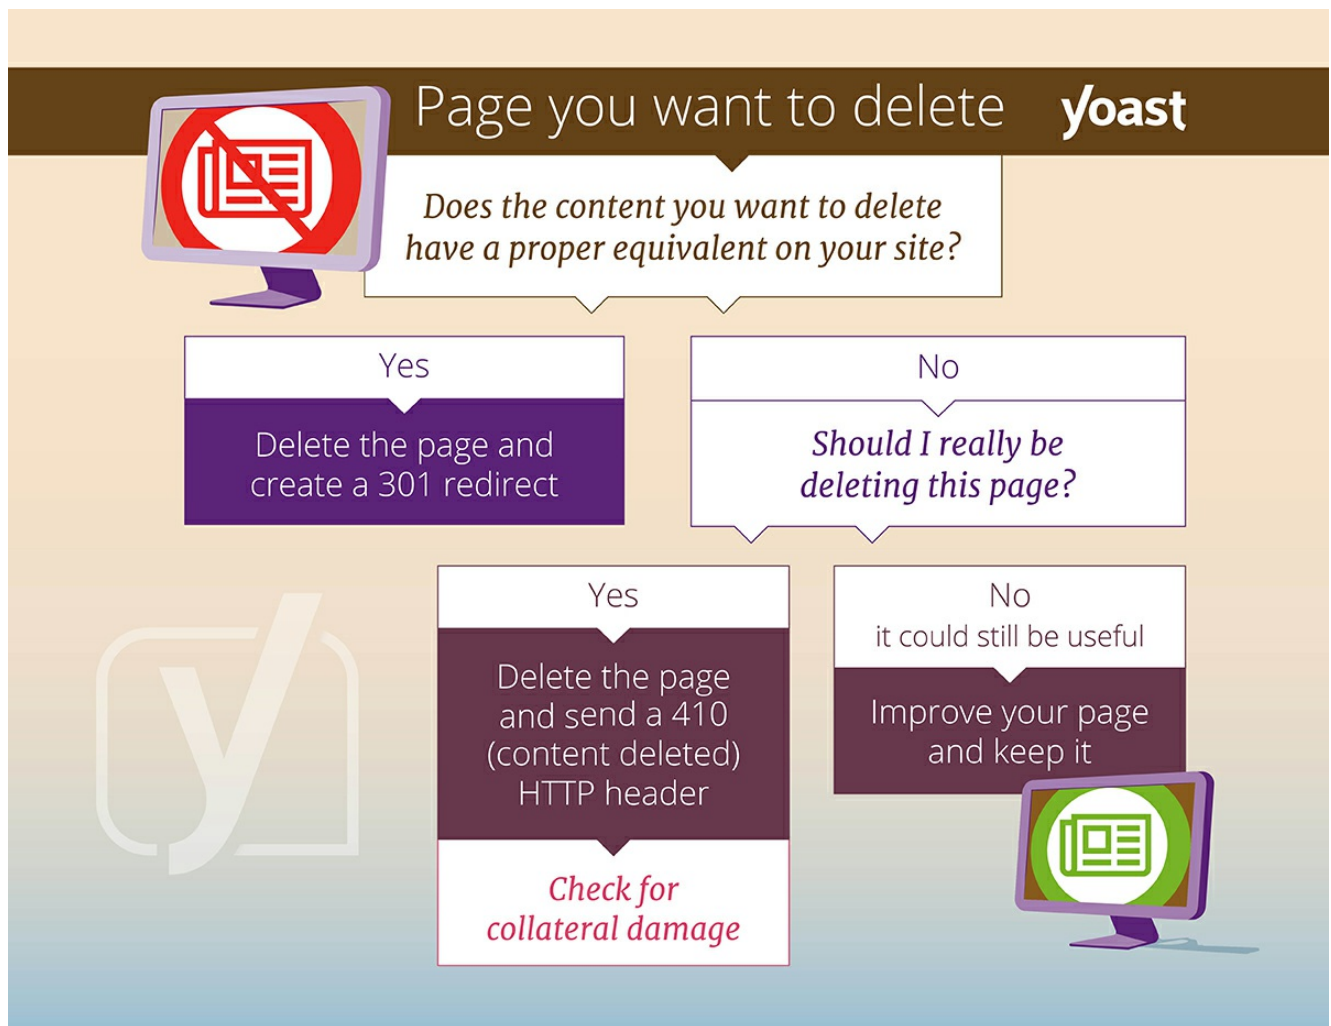 Page you want to delete
yoast
Does the content you want to delete
have a proper equivalent on your site?
Yes
Delete the page and
create a 301 redirect
No
Should I really be
deleting this page?
Yes
Delete the page
and send a 410
(content deleted)
HTTP header
Check for
collateral damage
No
it could still be useful
Improve your page
and keep it
y